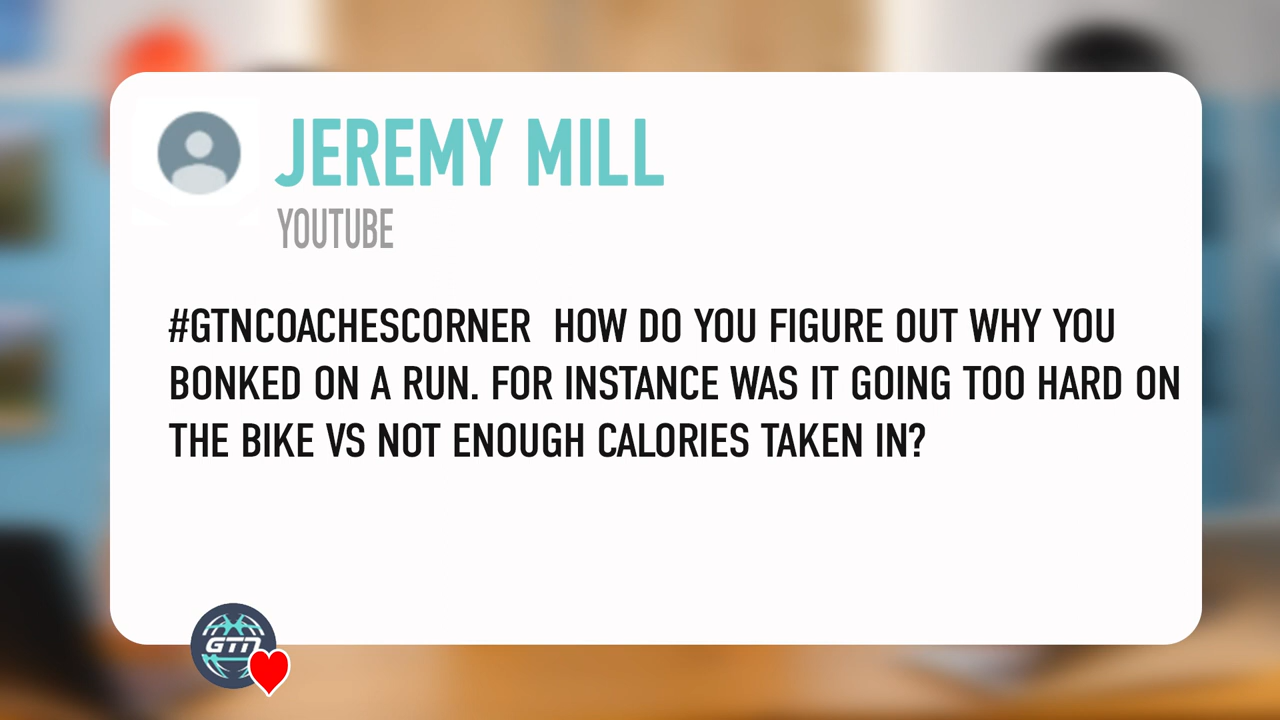 JEREMY MILL
YOUTUBE
#GTNCOACHESCORNER HOW DO YOU FIGURE OUT WHY YOU
BONKED ON A RUN. FOR INSTANCE WAS IT GOING TOO HARD ON
THE BIKE VS NOT ENOUGH CALORIES TAKEN IN?
GTN